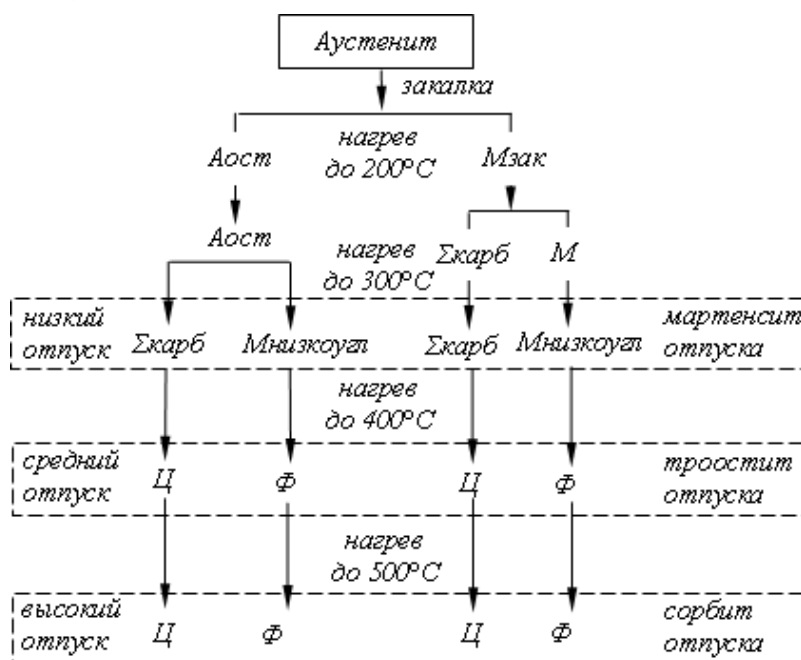 Аустенит
закалка
нагрев
до 200°С
Аост
Мзак
Аост
нагрев
до 300°С
Σкарб
М
низкий
отпуск
Σкарб
Мнизкоугл
Σкарб
Мнизкоугл
мартенсит
отпуска
нагрев
до 400°С
средний
отпуск
Ц
Ф
Ц
Ф
троостит
отпуска
нагрев
до 500°С
высокий
отпуск
Ц
Ф
Ц
Ф
сорбит
отпуска